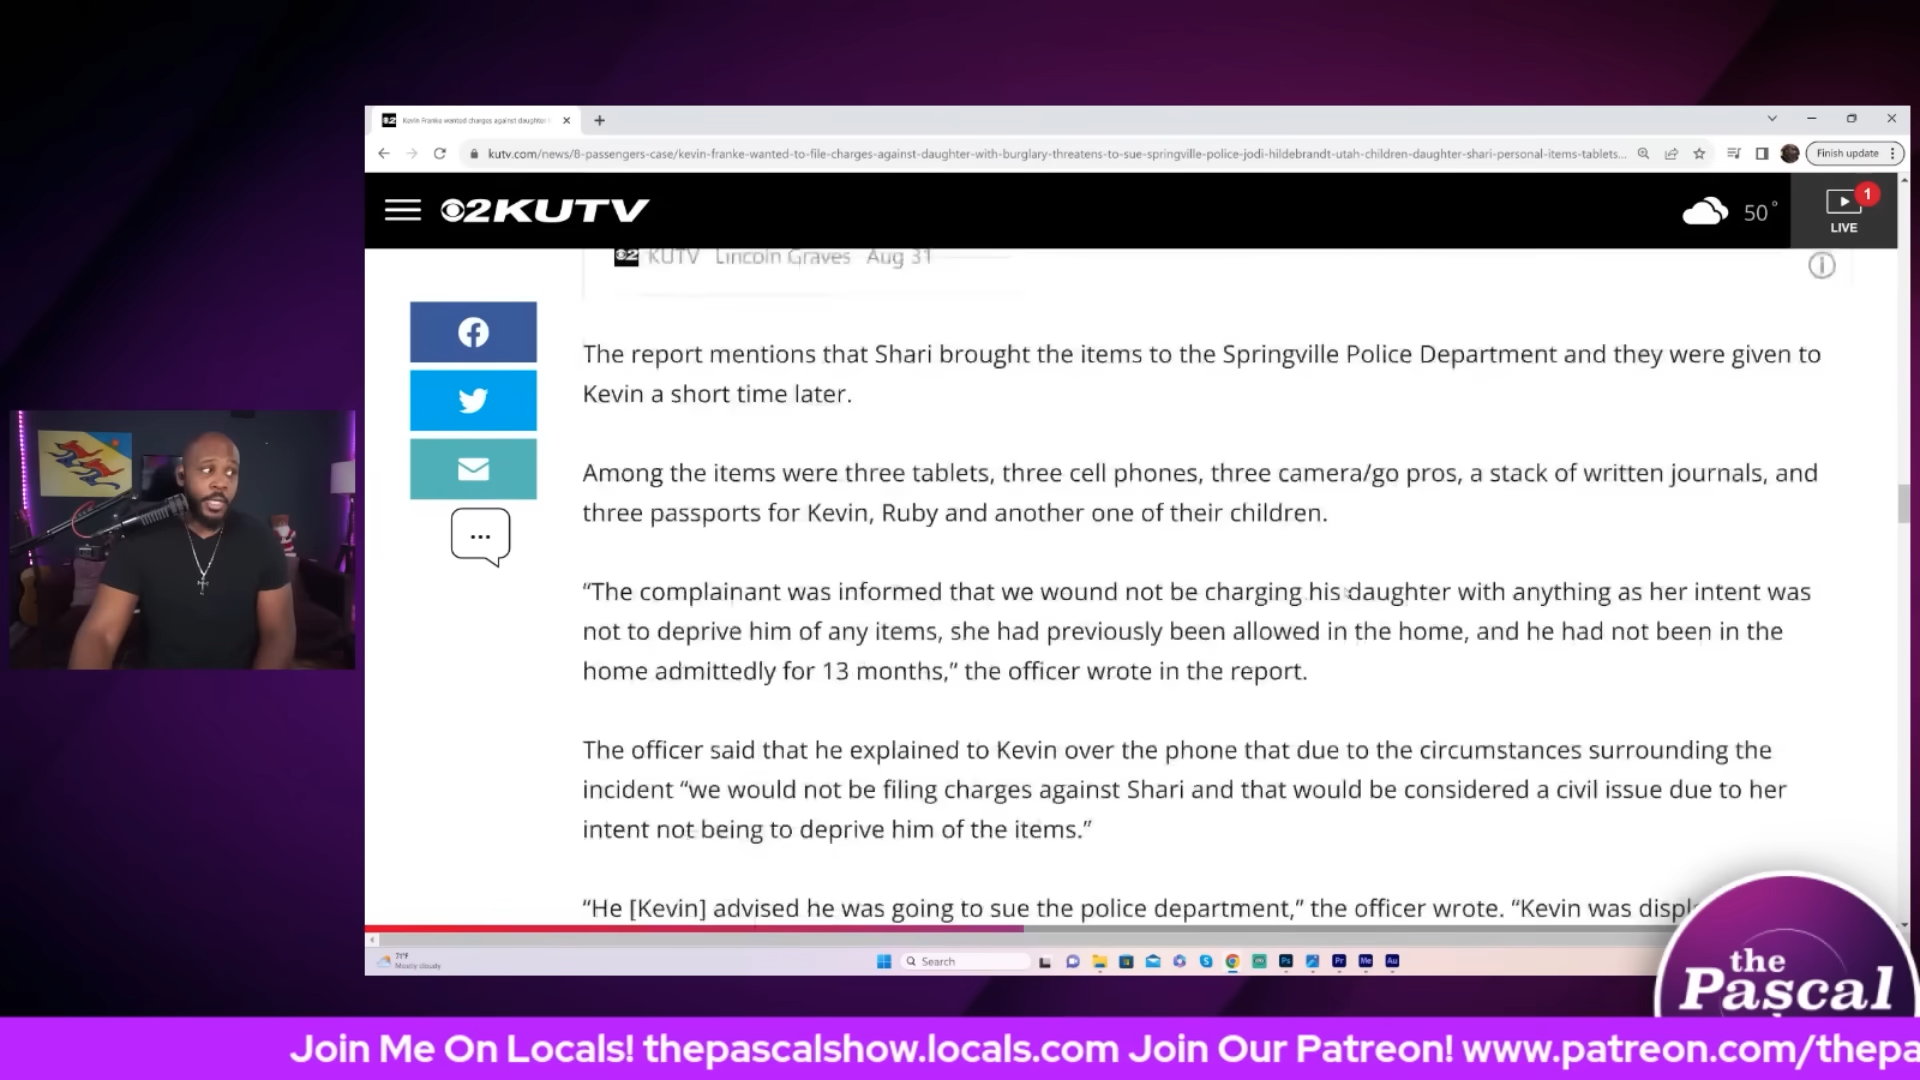 Kevin Franke wanted charges against daughter
kutv.com/news/8-passengers-case/kevin-franke-wanted-to-file-charges-against-daughter-with-burglary-threatens-to-sue-springville-police-jodi-hildebrandt-utah-children-daughter-shari-personal-items-tablets...
Finish update
2KUTV
50°
1
LIVE
KUTV Lincoln Graves Aug 31
The report mentions that Shari brought the items to the Springville Police Department and they were given to
Kevin a short time later.
Among the items were three tablets, three cell phones, three camera/go pros, a stack of written journals, and
three passports for Kevin, Ruby and another one of their children.
“The complainant was informed that we wound not be charging his daughter with anything as her intent was
not to deprive him of any items, she had previously been allowed in the home, and he had not been in the
home admittedly for 13 months,” the officer wrote in the report.
The officer said that he explained to Kevin over the phone that due to the circumstances surrounding the
incident “we would not be filing charges against Shari and that would be considered a civil issue due to her
intent not being to deprive him of the items.”
“He [Kevin] advised he was going to sue the police department,” the officer wrote. “Kevin was displ
71°F
Mostly cloudy
Search
the
Pascal
Join Me On Locals! thepascalshow.locals.com Join Our Patreon! www.patreon.com/thepa